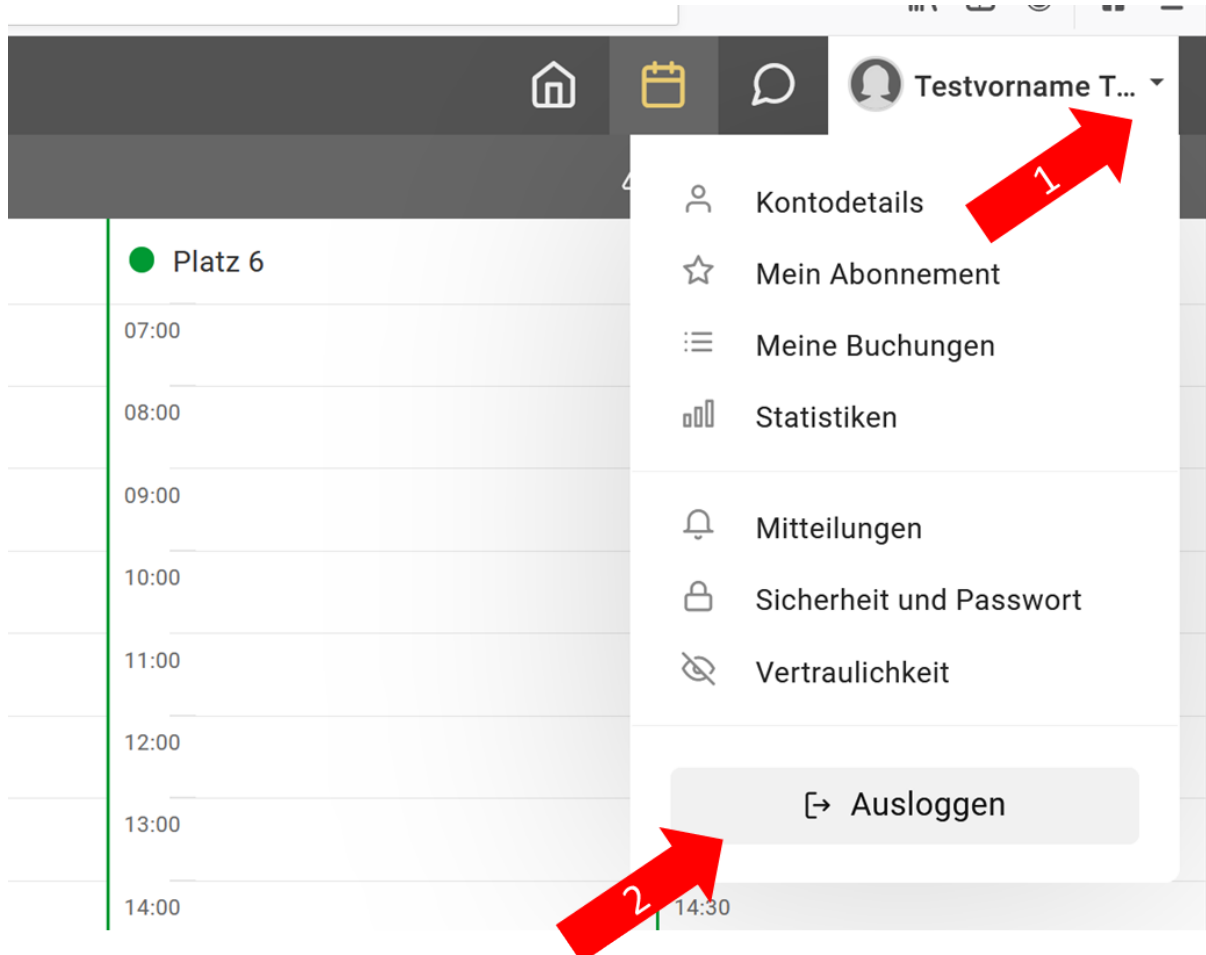 Testvorname T...
1
Kontodetails
Mein Abonnement
Meine Buchungen
Statistiken
Mitteilungen
Sicherheit und Passwort
Vertraulichkeit
Ausloggen
2
Platz 6
07:00
08:00
09:00
10:00
11:00
12:00
13:00
14:00
14:30